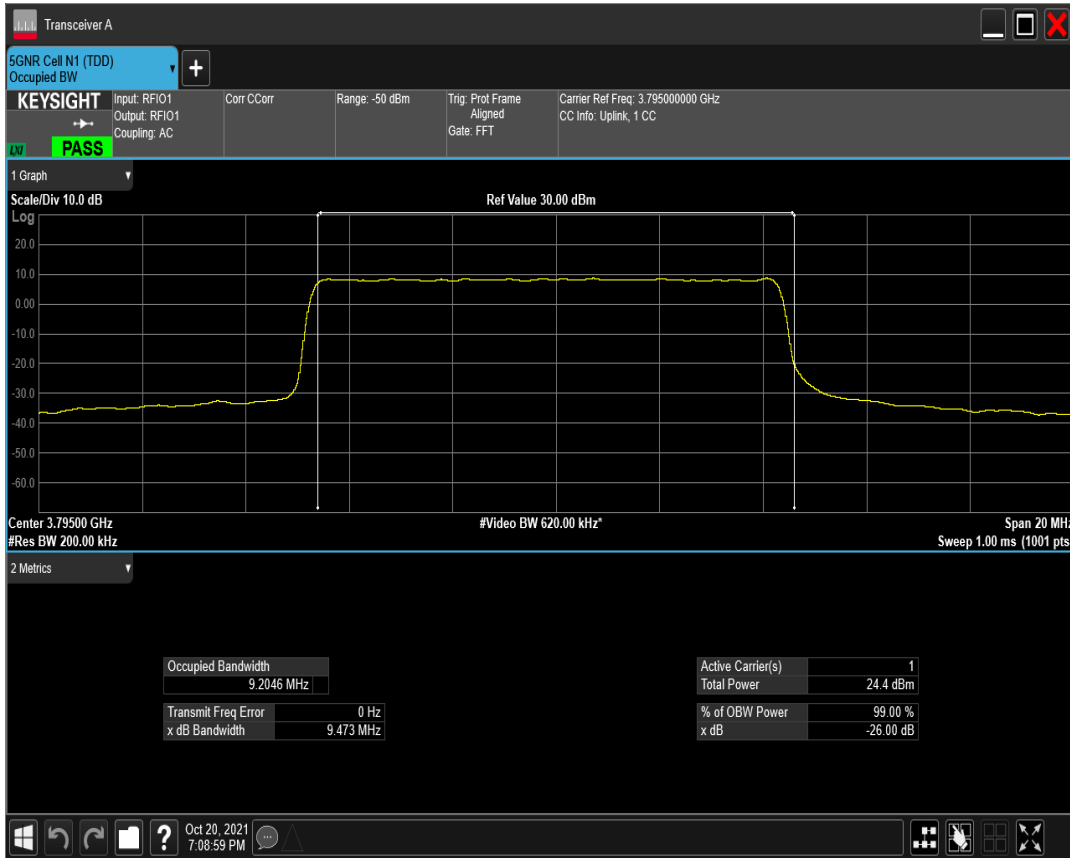 Transceiver A
5GNR Cell N1 (TDD)
Occupied BW
+
KEYSIGHT
LXI
PASS
Input: RFIO1
Output: RFIO1
Coupling: AC
Corr CCorr
Range: -50 dBm
Trig: Prot Frame
Aligned
Gate: FFT
Carrier Ref Freq: 3.795000000 GHz
CC Info: Uplink, 1 CC
1 Graph
Scale/Div 10.0 dB
Ref Value 30.00 dBm
Log
20.0
10.0
0.00
-10.0
-20.0
-30.0
-40.0
-50.0
-60.0
Center 3.79500 GHz
#Video BW 620.00 kHz*
Span 20 MHz
#Res BW 200.00 kHz
Sweep 1.00 ms (1001 pts
2 Metrics
Occupied Bandwidth
9.2046 MHz
Transmit Freq Error 0 Hz
x dB Bandwidth 9.473 MHz
Active Carrier(s) 1
Total Power 24.4 dBm
% of OBW Power 99.00 %
x dB -26.00 dB
?
Oct 20, 2021
7:08:59 PM